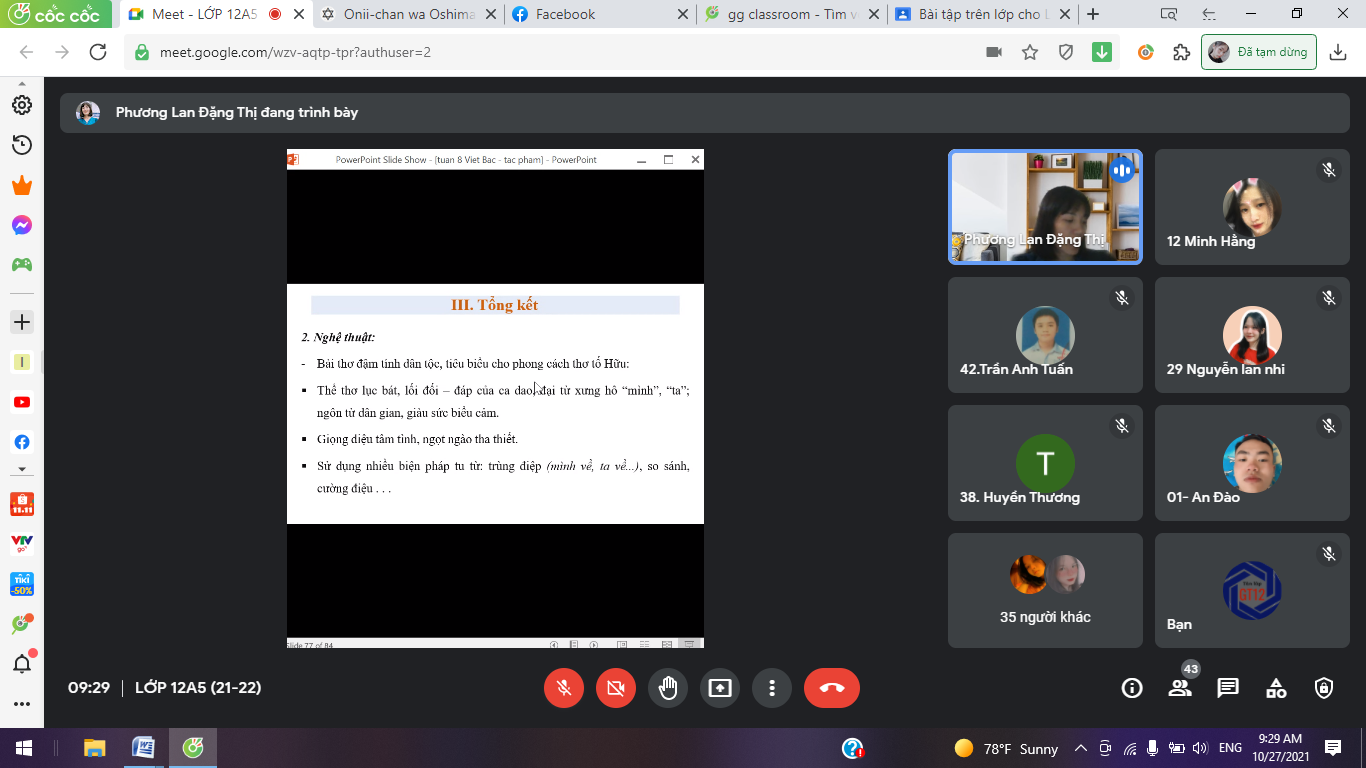 cốc cốc
Meet - LỚP 12A5
Onii-chan wa Oshima
Facebook
gg classroom - Tìm v
Bài tập trên lớp cho L
meet.google.com/wzv-aqtp-tpr?authuser=2
Đã tạm dừng
Phương Lan Đặng Thị đang trình bày
PowerPoint Slide Show - [tuan 8 Viet Bac - tac pham] - PowerPoint
III. Tổng kết
2. Nghệ thuật:
- Bài thơ đậm tính dân tộc, tiêu biểu cho phong cách thơ tố Hữu:
▪ Thể thơ lục bát, lối đối – đáp của ca dao, đại từ xưng hô “mình”, “ta”;
ngôn từ dân gian, giàu sức biểu cảm.
▪ Giọng điệu tâm tình, ngọt ngào tha thiết.
▪ Sử dụng nhiều biện pháp tu từ: trùng điệp (mình về, ta về...), so sánh,
cường điệu . . .
Slide 77 of 84
Phương Lan Đặng Thị
12 Minh Hằng
42.Trần Anh Tuấn
29 Nguyễn lan nhi
T
38. Huyền Thương
01- An Đào
35 người khác
GT12
Bạn
I
11.11
VTV
go
TIKI
-50%
09:29 | LỚP 12A5 (21-22)
43
78°F Sunny
ENG
9:29 AM
10/27/2021